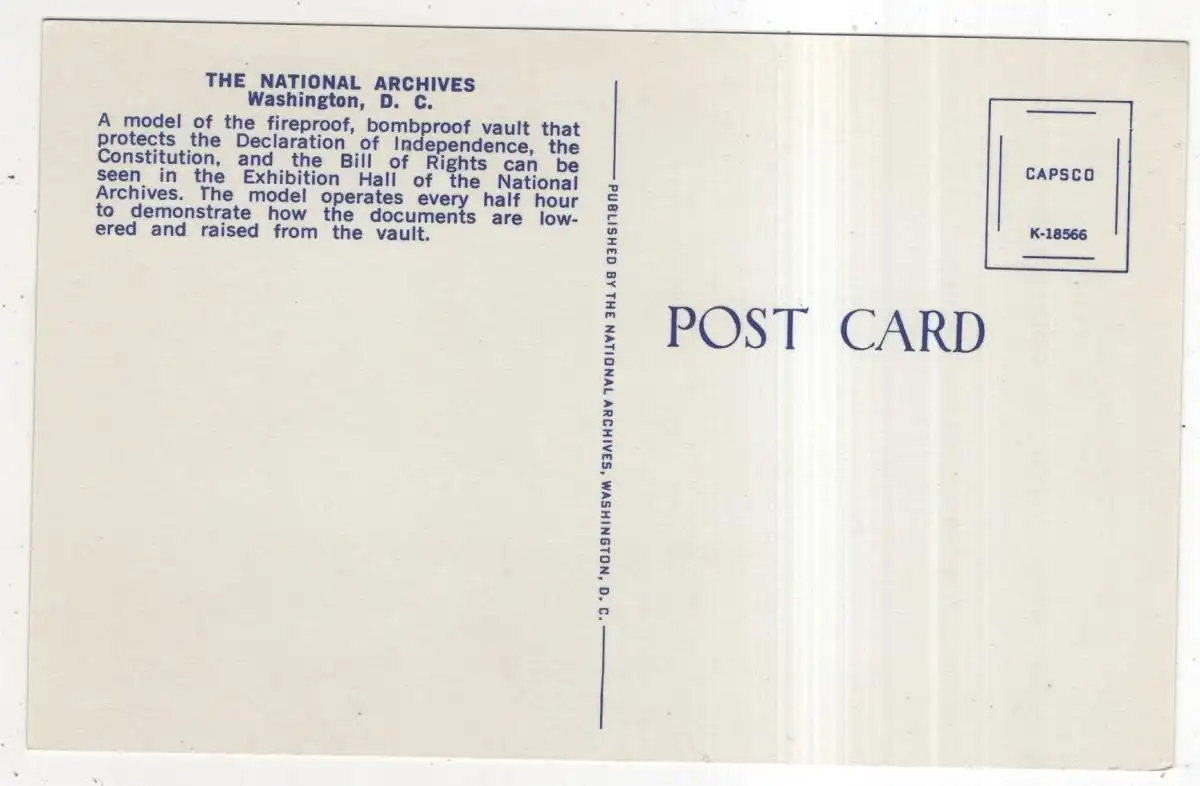 THE NATIONAL ARCHIVES
Washington, D. C.
A model of the fireproof, bombproof vault that
protects the Declaration of Independence, the
Constitution, and the Bill of Rights can be
seen in the Exhibition Hall of the National
Archives. The model operates every half hour
to demonstrate how the documents are low-
ered and raised from the vault.
PUBLISHED BY THE NATIONAL ARCHIVES, WASHINGTON, D. C.
CAPSCO
K-18566
POST CARD